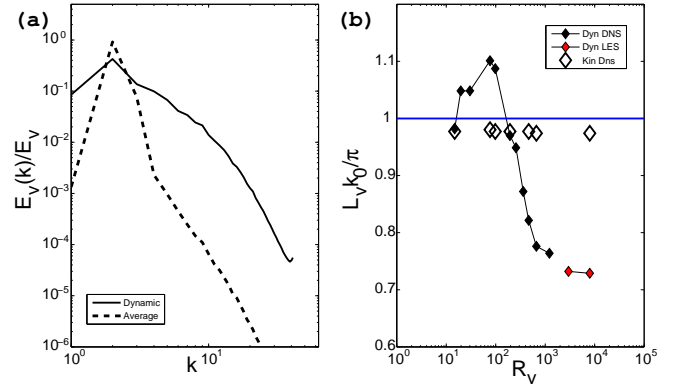 (a)
10^0
10^-1
10^-2
10^-3
10^-4
10^-5
10^-6
E_v(k)/E_v
Dynamic
Average
10^0
10^1
k
(b)
1.1
1
0.9
0.8
0.7
0.6
L_v k_0/π
Dyn DNS
Dyn LES
Kin Dns
10^0
10^1
10^2
10^3
10^4
10^5
R_v